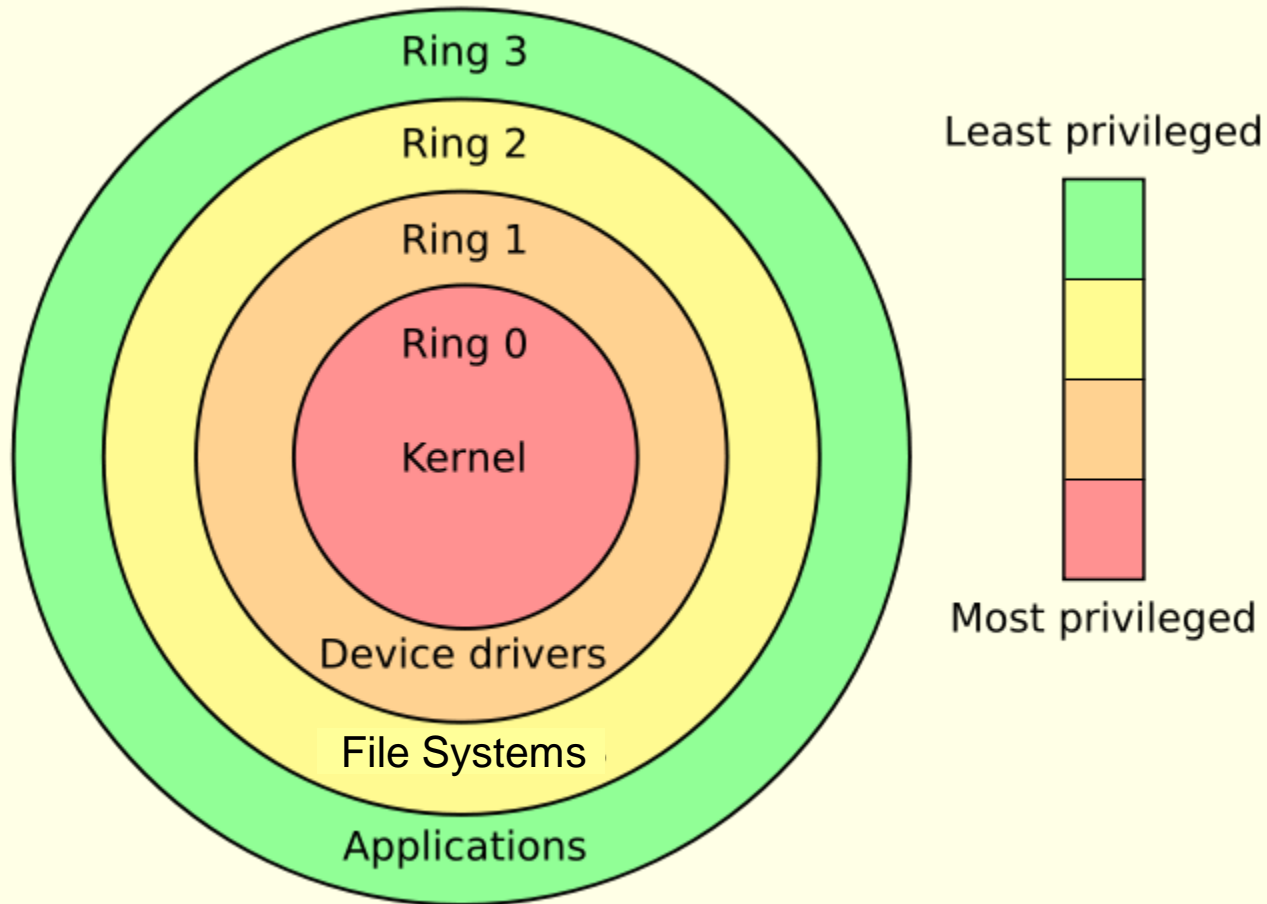 Ring 3
Ring 2
Ring 1
Ring 0
Kernel
Device drivers
File Systems
Applications
Least privileged
Most privileged